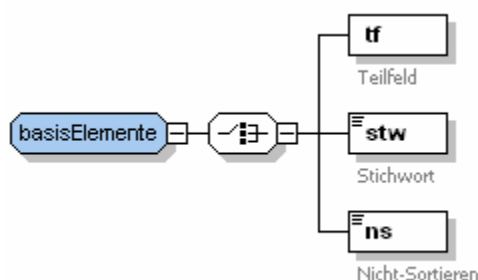 tf
Teilfeld
basisElemente
stw
Stichwort
ns
Nicht-Sortieren